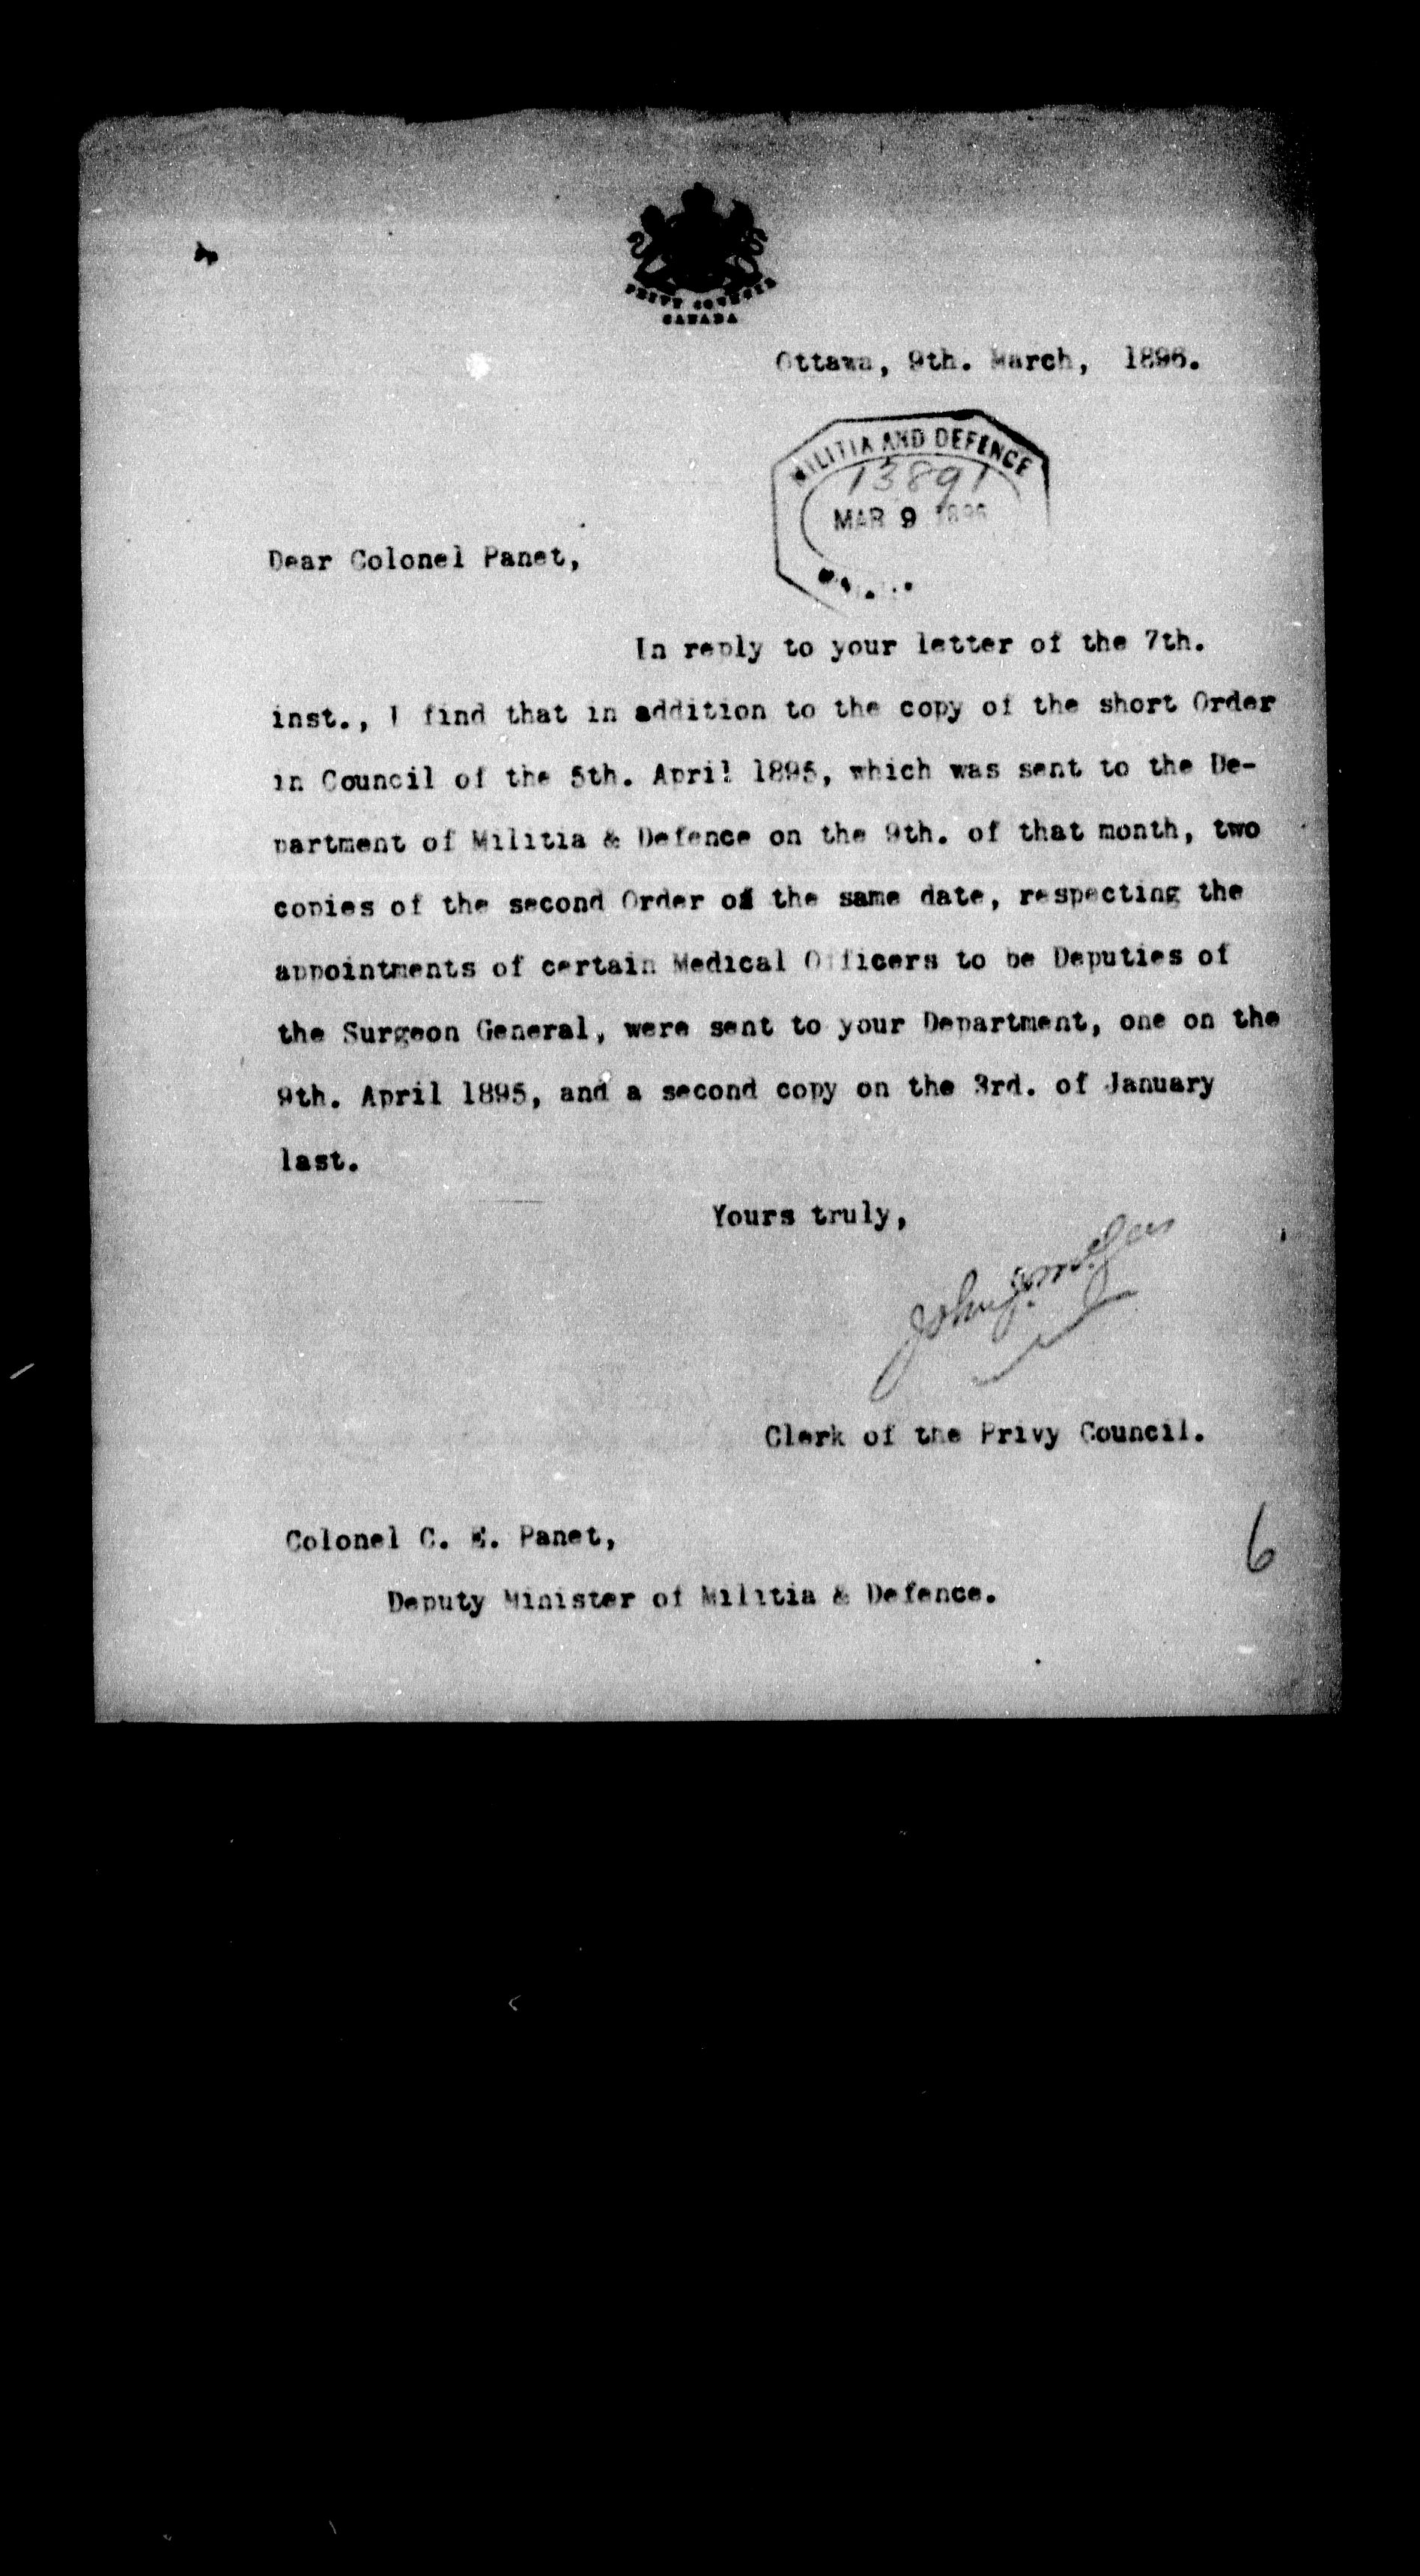 PRIVY COUNCIL
CANADA
Ottawa, 9th. March, 1896.
MILITIA AND DEFENCE
13891
MAR 9 1896
Dear Colonel Panet,
In reply to your letter of the 7th.
inst., I find that in addition to the copy of the short Order
in Council of the 5th. April 1895, which was sent to the De-
partment of Militia & Defence on the 9th. of that month, two
copies of the second Order of the same date, respecting the
appointments of certain Medical Officers to be Deputies of
the Surgeon General, were sent to your Department, one on the
9th. April 1895, and a second copy on the 3rd. of January
last.
Yours truly,
John J. McGee
Clerk of the Privy Council.
Colonel C. E. Panet,
Deputy Minister of Militia & Defence.
6